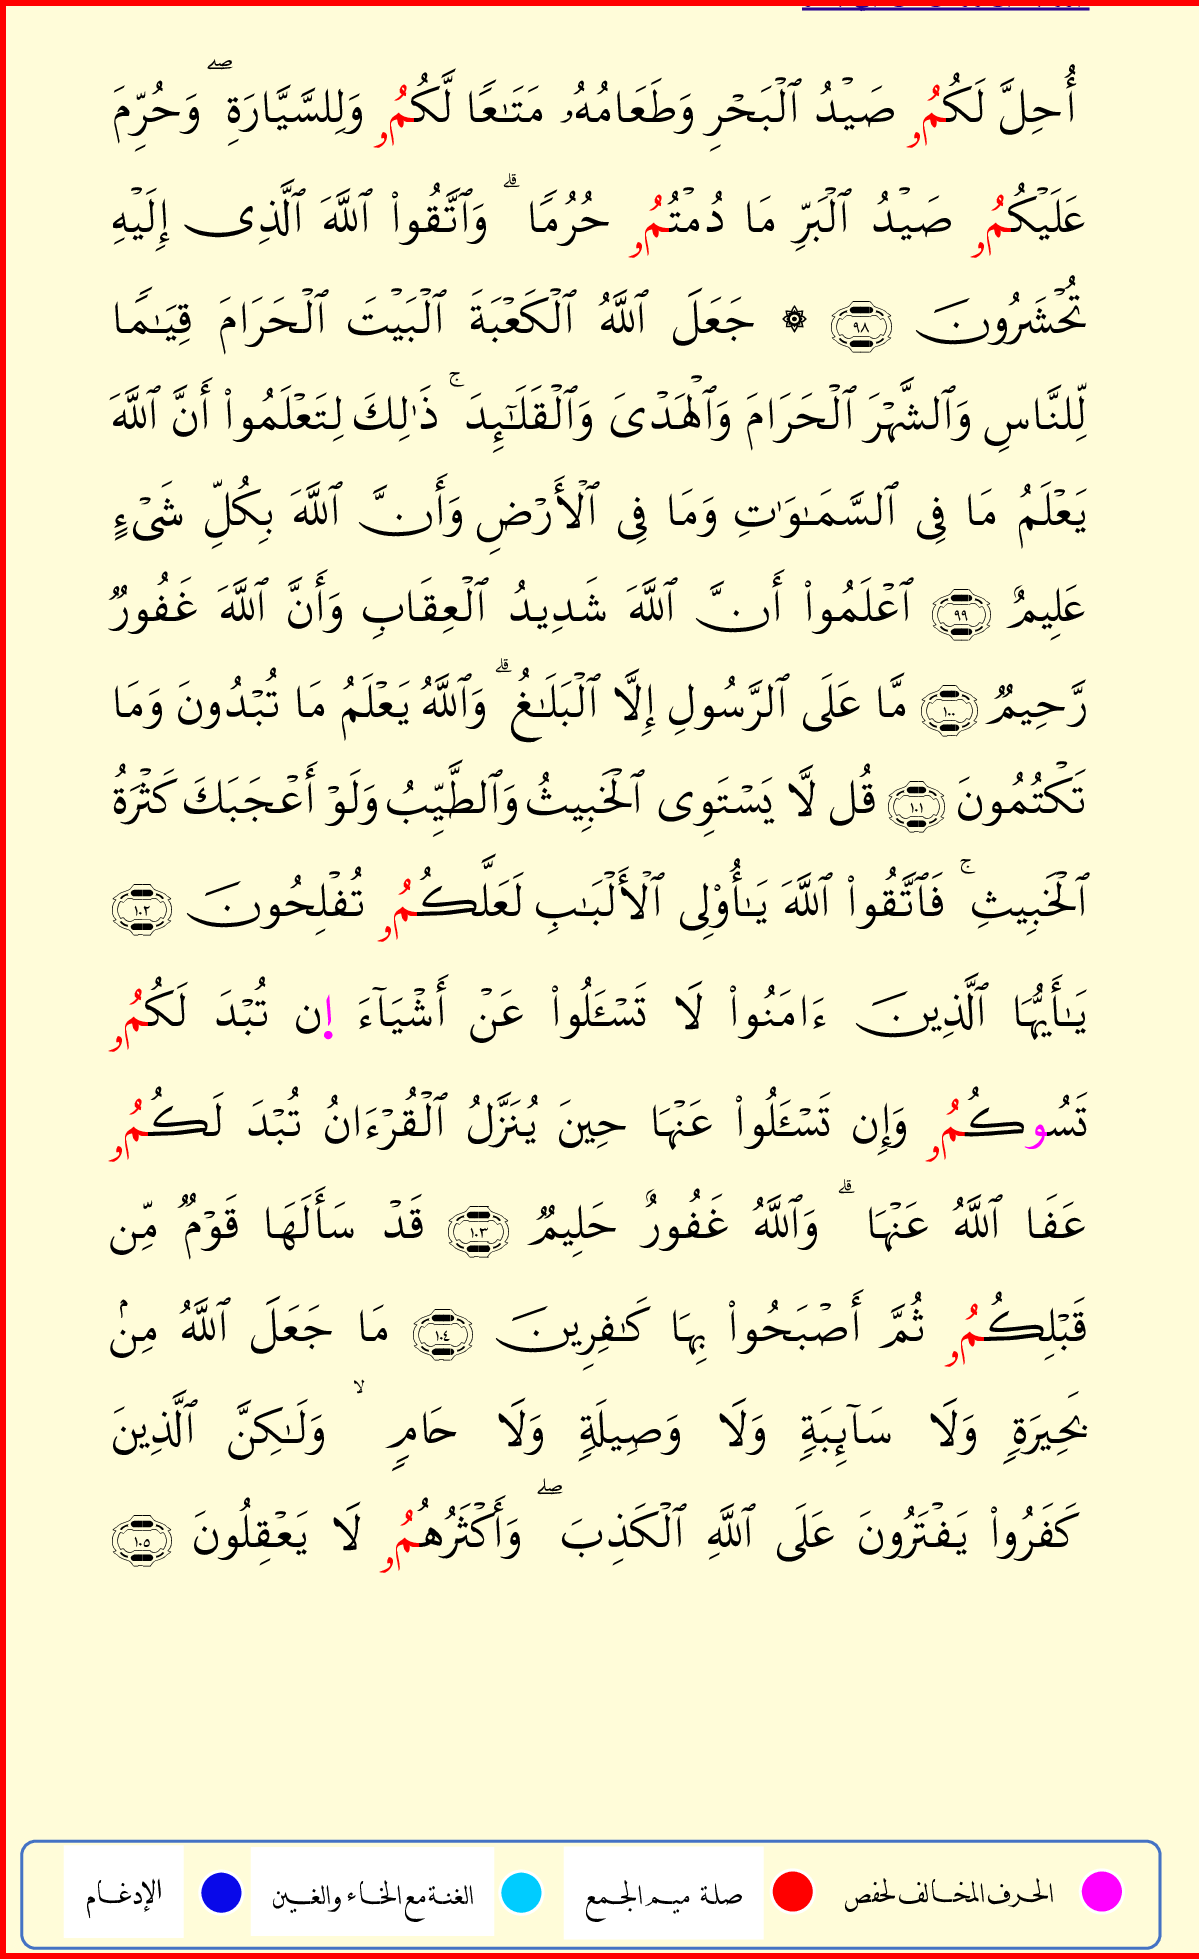 أُحِلَّ لَكُمُۥ صَيْدُ ٱلْبَحْرِ وَطَعَامُهُۥ مَتَـٰعًا لَّكُمُۥ وَلِلسَّيَّارَةِ ۖ وَحُرِّمَ
عَلَيْكُمُۥ صَيْدُ ٱلْبَرِّ مَا دُمْتُمُۥ حُرُمًا ۗ وَٱتَّقُوا۟ ٱللَّهَ ٱلَّذِى إِلَيْهِ
تُحْشَرُونَ ٩٨ ۞ جَعَلَ ٱللَّهُ ٱلْكَعْبَةَ ٱلْبَيْتَ ٱلْحَرَامَ قِيَـٰمًا
لِّلنَّاسِ وَٱلشَّهْرَ ٱلْحَرَامَ وَٱلْهَدْىَ وَٱلْقَلَـٰٓئِدَ ۚ ذَٰلِكَ لِتَعْلَمُوا۟ أَنَّ ٱللَّهَ
يَعْلَمُ مَا فِى ٱلسَّمَـٰوَٰتِ وَمَا فِى ٱلْأَرْضِ وَأَنَّ ٱللَّهَ بِكُلِّ شَىْءٍ
عَلِيمٌ ٩٩ ٱعْلَمُوا۟ أَنَّ ٱللَّهَ شَدِيدُ ٱلْعِقَابِ وَأَنَّ ٱللَّهَ غَفُورٌ
رَّحِيمٌ ١٠٠ مَّا عَلَى ٱلرَّسُولِ إِلَّا ٱلْبَلَـٰغُ ۗ وَٱللَّهُ يَعْلَمُ مَا تُبْدُونَ وَمَا
تَكْتُمُونَ ١٠١ قُل لَّا يَسْتَوِى ٱلْخَبِيثُ وَٱلطَّيِّبُ وَلَوْ أَعْجَبَكَ كَثْرَةُ
ٱلْخَبِيثِ ۚ فَٱتَّقُوا۟ ٱللَّهَ يَـٰٓأُو۟لِى ٱلْأَلْبَـٰبِ لَعَلَّكُمُۥ تُفْلِحُونَ ١٠٢
يَـٰٓأَيُّهَا ٱلَّذِينَ ءَامَنُوا۟ لَا تَسْـَٔلُوا۟ عَنْ أَشْيَآءَ اِن تُبْدَ لَكُمُۥ
تَسُوكُمُۥ وَإِن تَسْـَٔلُوا۟ عَنْهَا حِينَ يُنَزَّلُ ٱلْقُرْءَانُ تُبْدَ لَكُمُۥ
عَفَا ٱللَّهُ عَنْهَا ۗ وَٱللَّهُ غَفُورٌ حَلِيمٌ ١٠٣ قَدْ سَأَلَهَا قَوْمٌ مِّن
قَبْلِكُمُۥ ثُمَّ أَصْبَحُوا۟ بِهَا كَـٰفِرِينَ ١٠٤ مَا جَعَلَ ٱللَّهُ مِنۢ
بَحِيرَةٍ وَلَا سَآئِبَةٍ وَلَا وَصِيلَةٍ وَلَا حَامٍ ۙ وَلَـٰكِنَّ ٱلَّذِينَ
كَفَرُوا۟ يَفْتَرُونَ عَلَى ٱللَّهِ ٱلْكَذِبَ ۖ وَأَكْثَرُهُمُۥ لَا يَعْقِلُونَ ١٠٥
الحرف المخالف لحفص صلة ميم الجمع الغنة مع الخاء والغين الإدغام